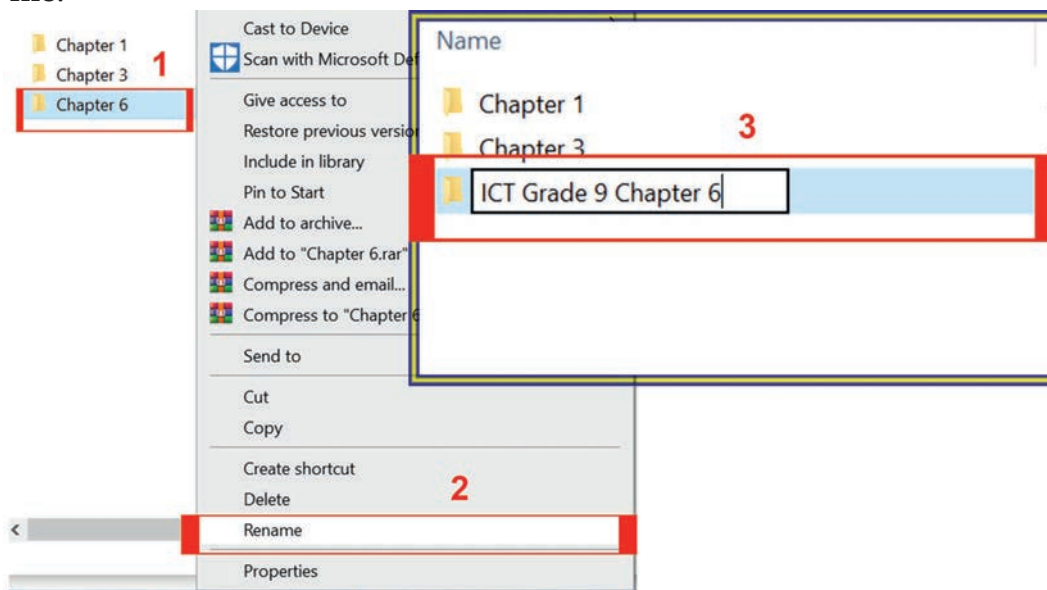 Chapter 1
Chapter 3
1
Chapter 6
Cast to Device
Scan with Microsoft Def
Give access to
Restore previous version
Include in library
Pin to Start
Add to archive...
Add to "Chapter 6.rar"
Compress and email...
Compress to "Chapter 6
Send to
Cut
Copy
Create shortcut
Delete
2
Rename
Properties
Name
Chapter 1
3
Chapter 3
ICT Grade 9 Chapter 6
<